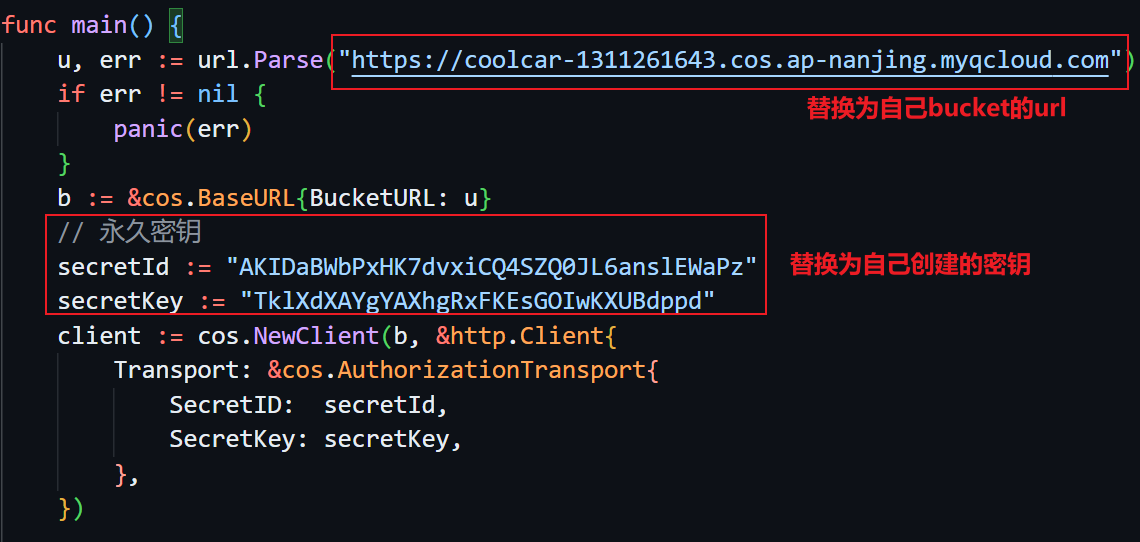 func main() {
u, err := url.Parse("https://coolcar-1311261643.cos.ap-nanjing.myqcloud.com")
替换为自己bucket的url
if err != nil {
panic(err)
}
b := &cos.BaseURL{BucketURL: u}
// 永久密钥
secretId := "AKIDaBWbPxHK7dvxiCQ4SZQ0JL6anslEWaPz"
替换为自己创建的密钥
secretKey := "TklXdXAYgYAXhgRxFKEsGOIwKXUBdppd"
client := cos.NewClient(b, &http.Client{
Transport: &cos.AuthorizationTransport{
SecretID: secretId,
SecretKey: secretKey,
},
})